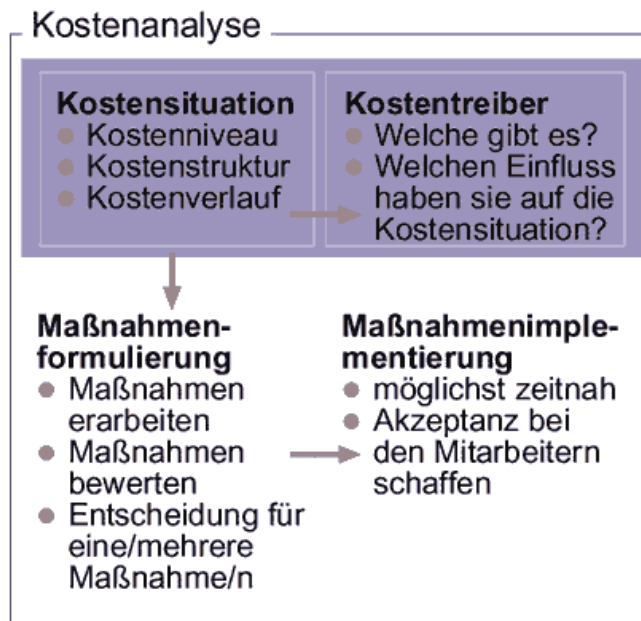 Kostenanalyse
Kostensituation
Kostenniveau
Kostenstruktur
Kostenverlauf
Kostentreiber
Welche gibt es?
Welchen Einfluss
haben sie auf die
Kostensituation?
Maßnahmen-
formulierung
Maßnahmen
erarbeiten
Maßnahmen
bewerten
Entscheidung für
eine/mehrere
Maßnahme/n
Maßnahmenimple-
mentierung
möglichst zeitnah
Akzeptanz bei
den Mitarbeitern
schaffen